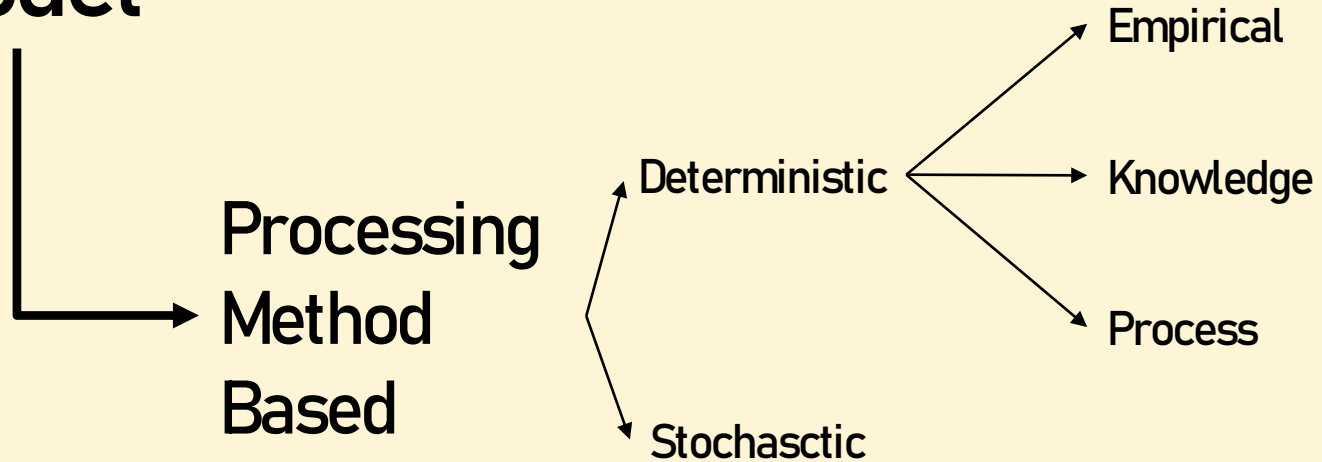 Empirical
Deterministic
Knowledge
Processing
Method
Based
Process
Stochasctic